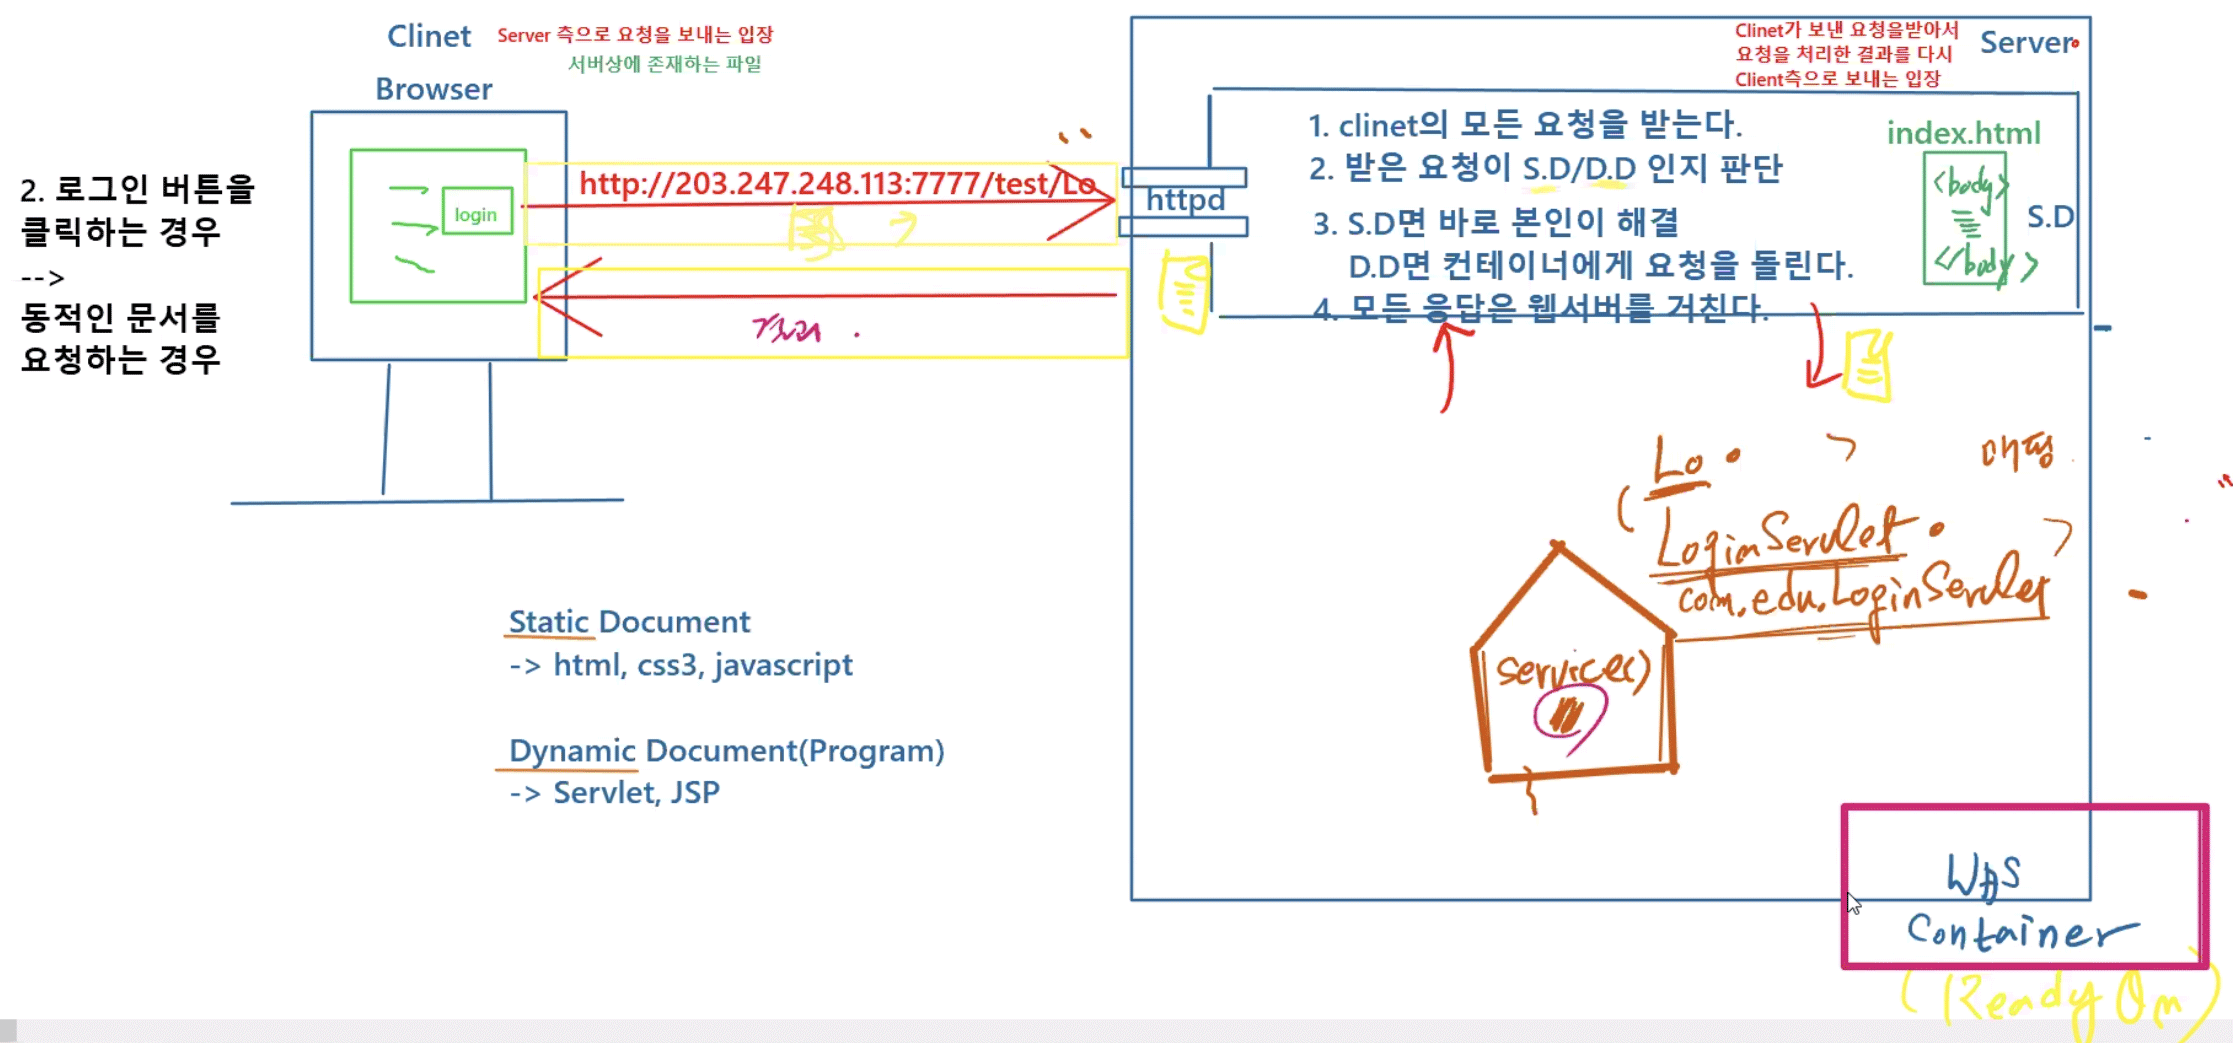 Clinet
Server 측으로 요청을 보내는 입장
서버상에 존재하는 파일
Browser
2. 로그인 버튼을
클릭하는 경우
-->
동적인 문서를
요청하는 경우
login
http://203.247.248.113:7777/test/Lo
결과
httpd
Clinet가 보낸 요청을받아서
요청을 처리한 결과를 다시
Client측으로 보내는 입장
Server
1. clinet의 모든 요청을 받는다.
2. 받은 요청이 S.D/D.D 인지 판단
3. S.D면 바로 본인이 해결
D.D면 컨테이너에게 요청을 돌린다.
4. 모든 응답은 웹서버를 거친다.
index.html
<body>
</body>
S.D
Lo
매핑
LoginServlet
com.edu.LoginServlet
service()
Static Document
-> html, css3, javascript
Dynamic Document(Program)
-> Servlet, JSP
WAS
Container
(Ready On)